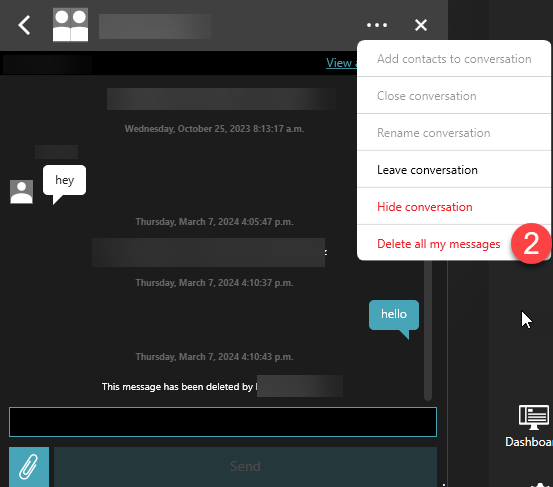 View
Add contacts to conversation
Close conversation
Rename conversation
Leave conversation
Hide conversation
Delete all my messages
2
Wednesday, October 25, 2023 8:13:17 a.m.
hey
Thursday, March 7, 2024 4:05:47 p.m.
Thursday, March 7, 2024 4:10:37 p.m.
hello
Thursday, March 7, 2024 4:10:43 p.m.
This message has been deleted by
Send
Dashboa